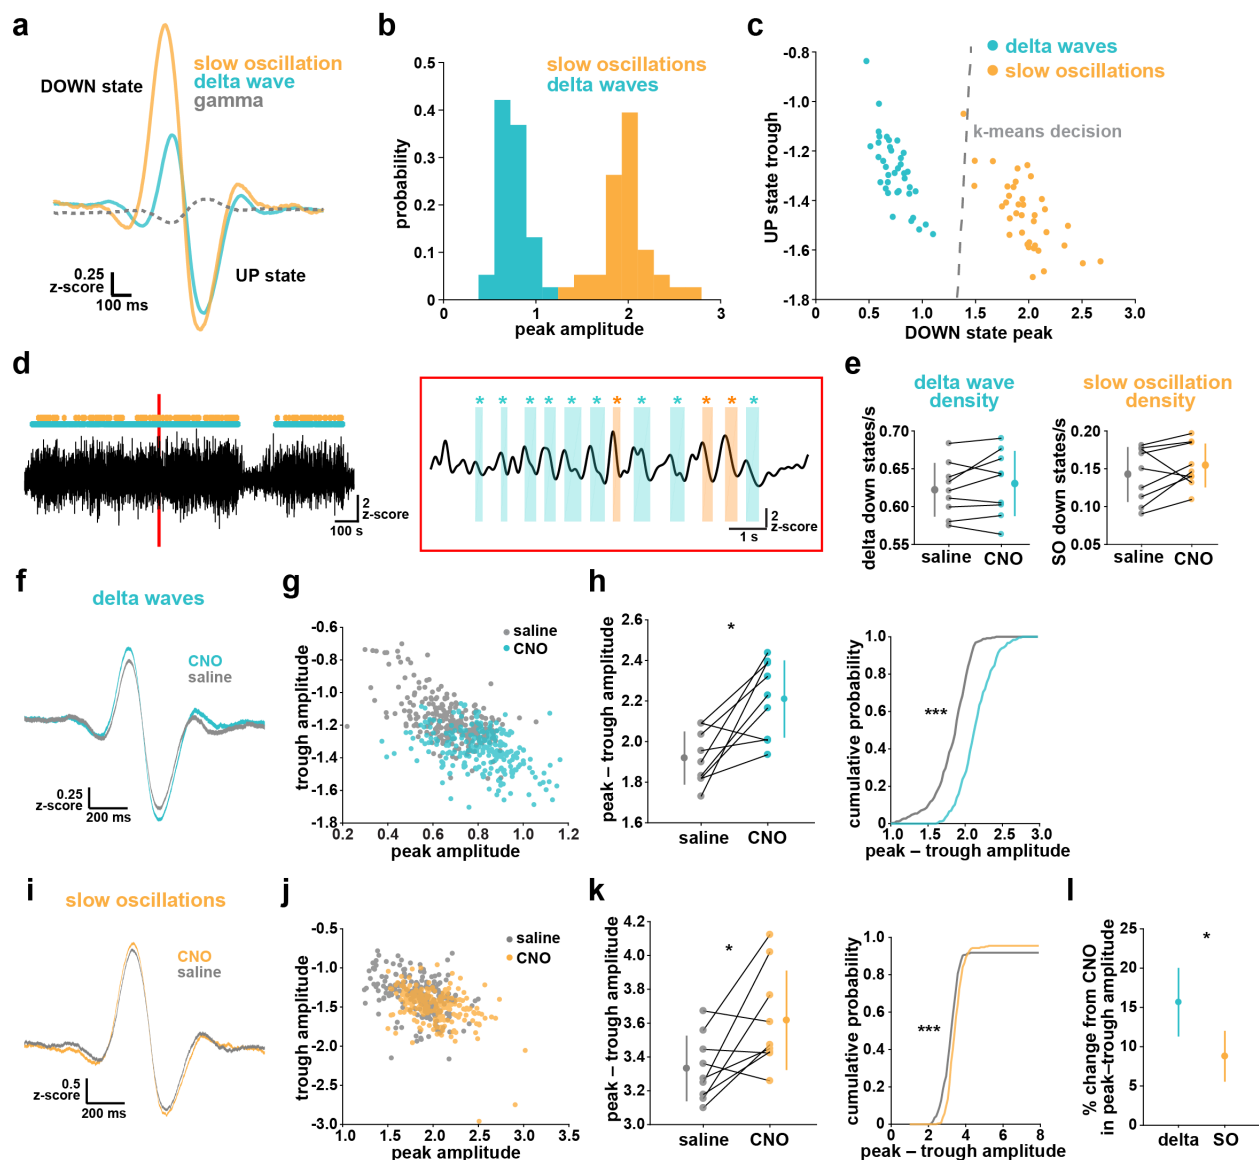 a
slow oscillation
delta wave
gamma
DOWN state
UP state
0.25
z-score
100 ms
b
slow oscillations
delta waves
probability
0.5
0.4
0.3
0.2
0.1
0
0
1
2
3
peak amplitude
c
delta waves
slow oscillations
k-means decision
UP state trough
-0.8
-1.0
-1.2
-1.4
-1.6
-1.8
0
0.5
1.0
1.5
2.0
2.5
3.0
DOWN state peak
d
2
z-score
100 s
* * * * * * * * * * * *
2
z-score
1 s
e
delta wave
density
delta down states/s
0.70
0.65
0.60
0.55
saline
CNO
slow oscillation
density
SO down states/s
0.20
0.15
0.10
0.05
saline
CNO
f
delta waves
CNO
saline
0.25
z-score
200 ms
g
saline
CNO
trough amplitude
-0.6
-0.8
-1.0
-1.2
-1.4
-1.6
-1.8
0.2
0.4
0.6
0.8
1.0
1.2
peak amplitude
h
*
peak – trough amplitude
2.6
2.4
2.2
2.0
1.8
1.6
saline
CNO
***
cumulative probability
1.0
0.8
0.6
0.4
0.2
0
1.0
1.5
2.0
2.5
3.0
peak – trough amplitude
i
slow oscillations
CNO
saline
0.5
z-score
200 ms
j
saline
CNO
trough amplitude
-0.5
-1.0
-1.5
-2.0
-2.5
-3.0
1.0
1.5
2.0
2.5
3.0
3.5
peak amplitude
k
*
peak – trough amplitude
4.2
4.0
3.8
3.6
3.4
3.2
3.0
saline
CNO
***
cumulative probability
1.0
0.8
0.6
0.4
0.2
0
0
2
4
6
8
peak – trough amplitude
l
*
% change from CNO
in peak–trough amplitude
25
20
15
10
5
0
delta
SO